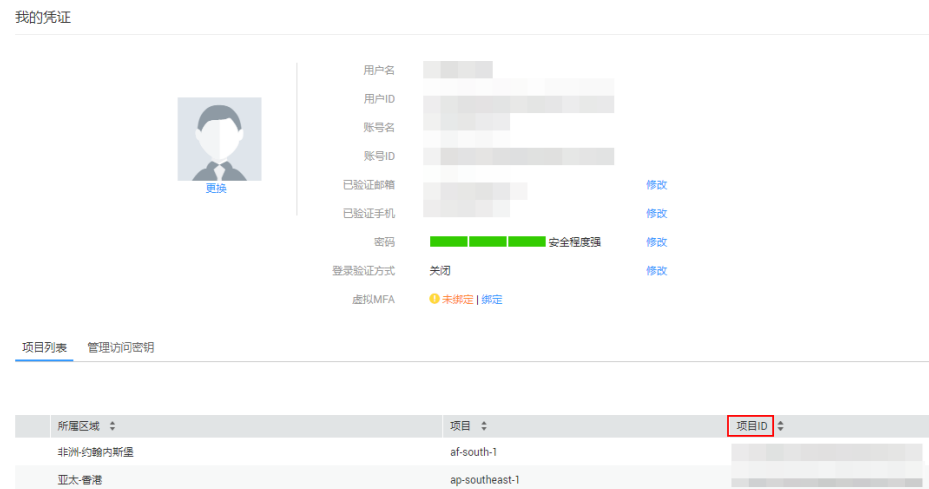 我的凭证
用户名
用户ID
账号名
账号ID
更换
已验证邮箱 修改
已验证手机 修改
密码 安全程度强 修改
登录验证方式 关闭 修改
虚拟MFA 未绑定 | 绑定
项目列表 管理访问密钥
所属区域 项目 项目ID
非洲-约翰内斯堡 af-south-1
亚太-香港 ap-southeast-1